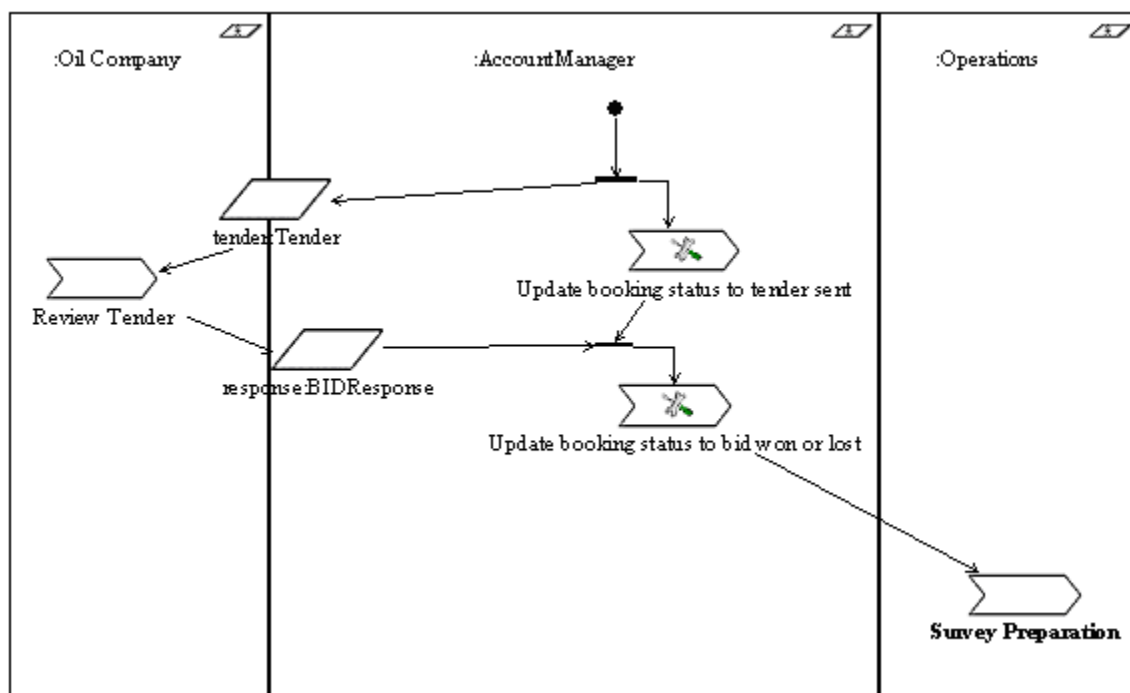 :Oil Company
:AccountManager
:Operations
tender:Tender
Update booking status to tender sent
Review Tender
response:BIDResponse
Update booking status to bid won or lost
Survey Preparation